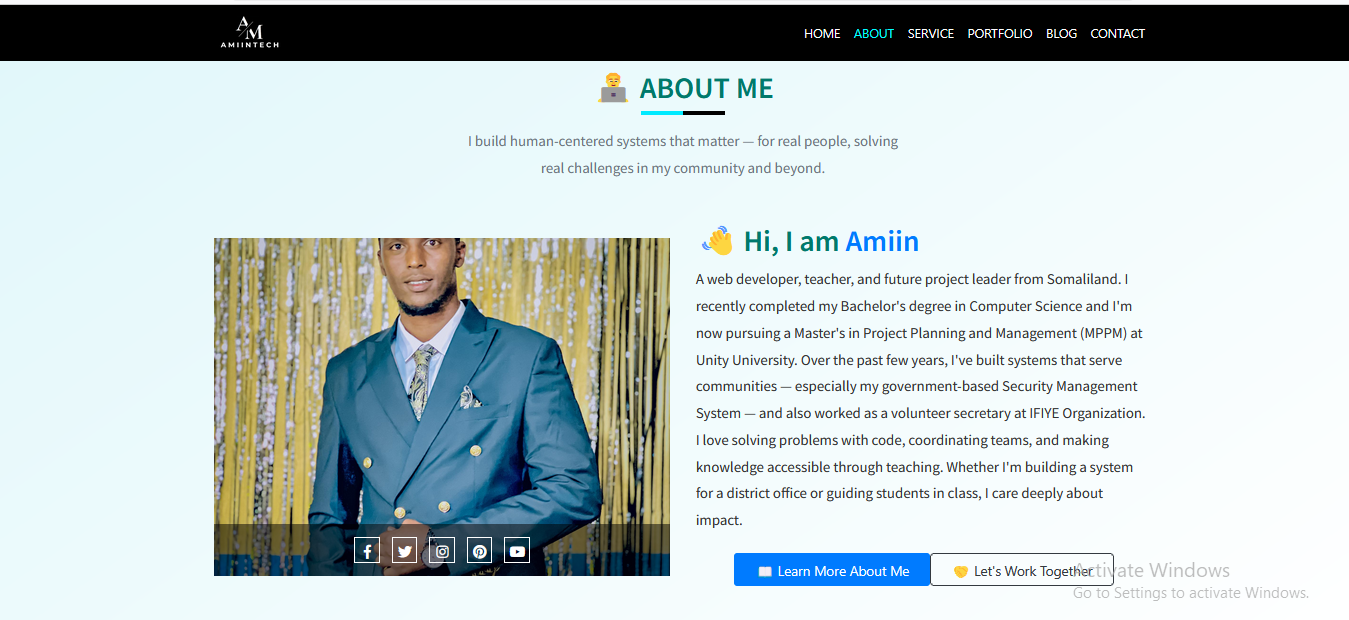 AM
AMIINTECH
HOME ABOUT SERVICE PORTFOLIO BLOG CONTACT
ABOUT ME
I build human-centered systems that matter — for real people, solving
real challenges in my community and beyond.
Hi, I am Amiin
A web developer, teacher, and future project leader from Somaliland. I
recently completed my Bachelor's degree in Computer Science and I'm
now pursuing a Master's in Project Planning and Management (MPPM) at
Unity University. Over the past few years, I've built systems that serve
communities — especially my government-based Security Management
System — and also worked as a volunteer secretary at IFIYE Organization.
I love solving problems with code, coordinating teams, and making
knowledge accessible through teaching. Whether I'm building a system
for a district office or guiding students in class, I care deeply about
impact.
Learn More About Me
Let's Work Together
Activate Windows
Go to Settings to activate Windows.